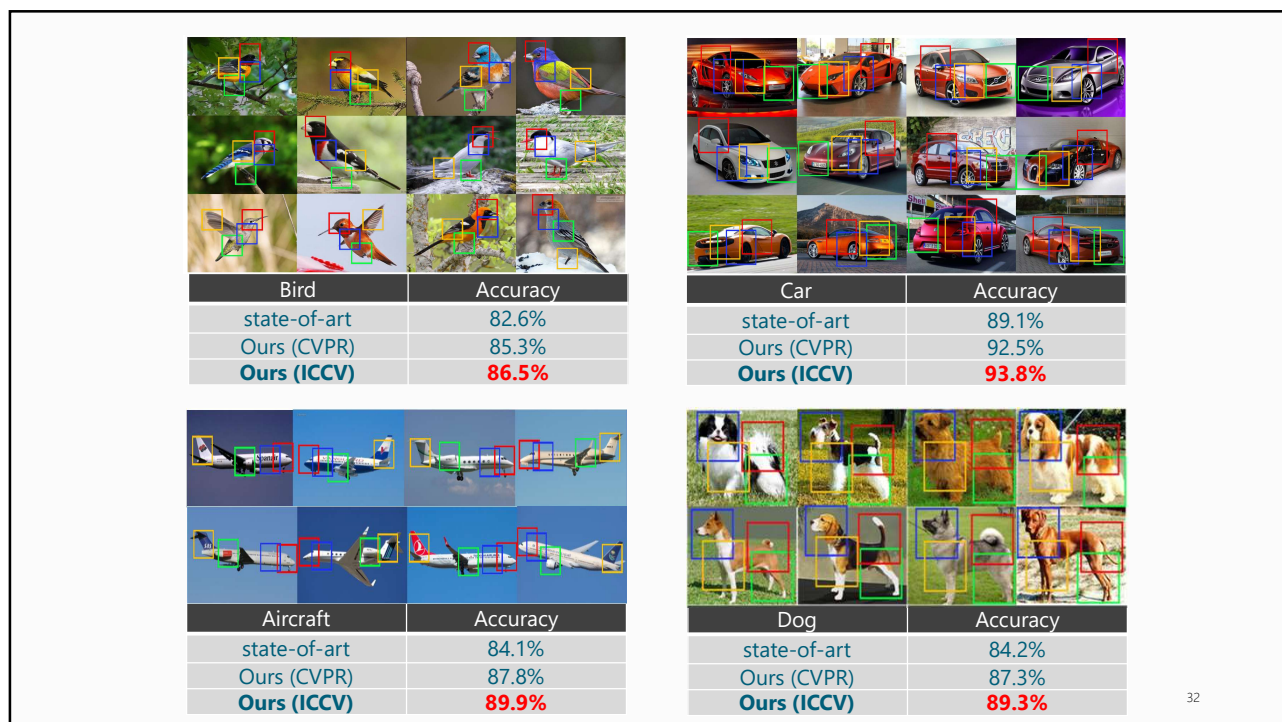 Bird Accuracy
state-of-art 82.6%
Ours (CVPR) 85.3%
Ours (ICCV) 86.5%
Car Accuracy
state-of-art 89.1%
Ours (CVPR) 92.5%
Ours (ICCV) 93.8%
Aircraft Accuracy
state-of-art 84.1%
Ours (CVPR) 87.8%
Ours (ICCV) 89.9%
Dog Accuracy
state-of-art 84.2%
Ours (CVPR) 87.3%
Ours (ICCV) 89.3%
32